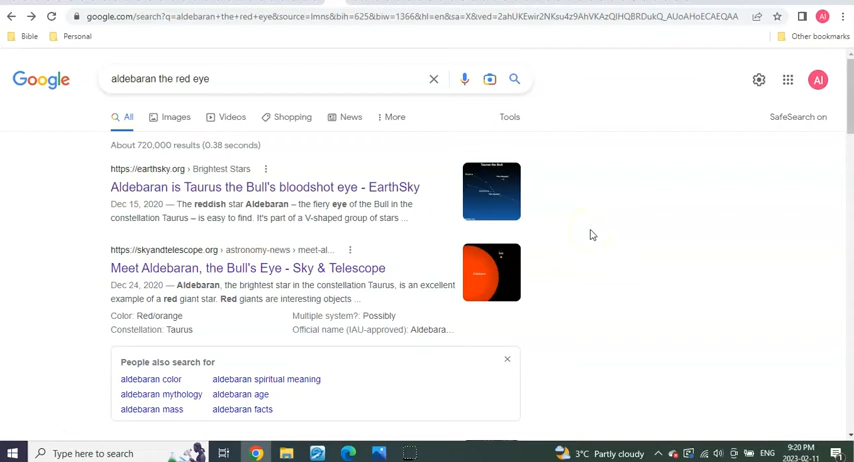 google.com/search?q=aldebaran+the+red+eye&source=lmns&bih=625&biw=1366&hl=en&sa=X&ved=2ahUKEwir2NKsu4z9AhVKAzQIHQBRDukQ_AUoAHoECAEQAA
AI
Bible Personal Other bookmarks
Google aldebaran the red eye AI
All Images Videos Shopping News More Tools SafeSearch on
About 720,000 results (0.38 seconds)
https://earthsky.org › Brightest Stars
Aldebaran is Taurus the Bull's bloodshot eye - EarthSky
Dec 15, 2020 — The reddish star Aldebaran – the fiery eye of the Bull in the
constellation Taurus – is easy to find. It's part of a V-shaped group of stars ...
https://skyandtelescope.org › astronomy-news › meet-al...
Meet Aldebaran, the Bull's Eye - Sky & Telescope
Dec 24, 2020 — Aldebaran, the brightest star in the constellation Taurus, is an excellent
example of a red giant star. Red giants are interesting objects ...
Color: Red/orange Multiple system?: Possibly
Constellation: Taurus Official name (IAU-approved): Aldebara...
People also search for
aldebaran color aldebaran spiritual meaning
aldebaran mythology aldebaran age
aldebaran mass aldebaran facts
Type here to search 3°C Partly cloudy ENG 9:20 PM
2023-02-11